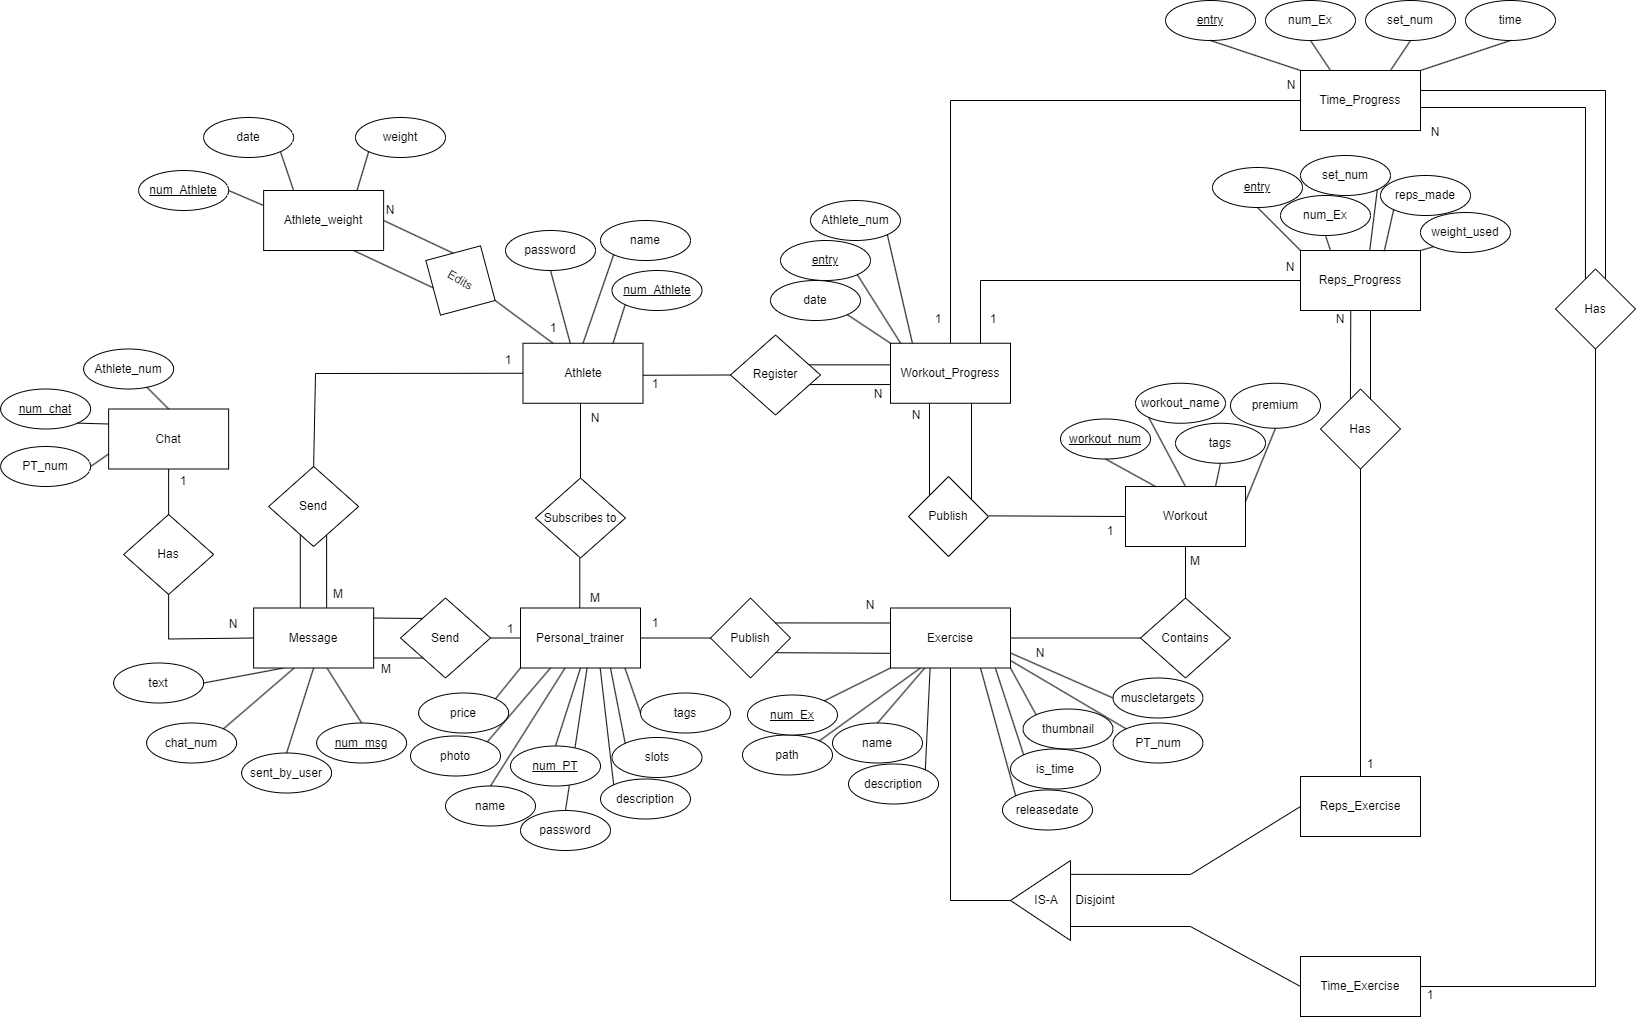 entry
num_Ex
set_num
time
N
Time_Progress
N
date
weight
num_Athlete
Athlete_weight
N
Edits
entry
set_num
num_Ex
reps_made
weight_used
N
Reps_Progress
N
Has
password
name
num_Athlete
1
Athlete_num
entry
date
1
1
1
Athlete
1
Register
N
Workout_Progress
N
Athlete_num
num_chat
Chat
PT_num
1
N
workout_name
premium
workout_num
tags
Has
Send
Subscribes to
Publish
1
Workout
M
Has
M
N
Message
M
Send
1
M
Personal_trainer
1
Publish
N
Exercise
N
Contains
text
chat_num
sent_by_user
num_msg
price
photo
name
num_PT
password
tags
slots
description
num_Ex
path
name
description
muscletargets
thumbnail
PT_num
is_time
releasedate
1
Reps_Exercise
IS-A
Disjoint
Time_Exercise
1